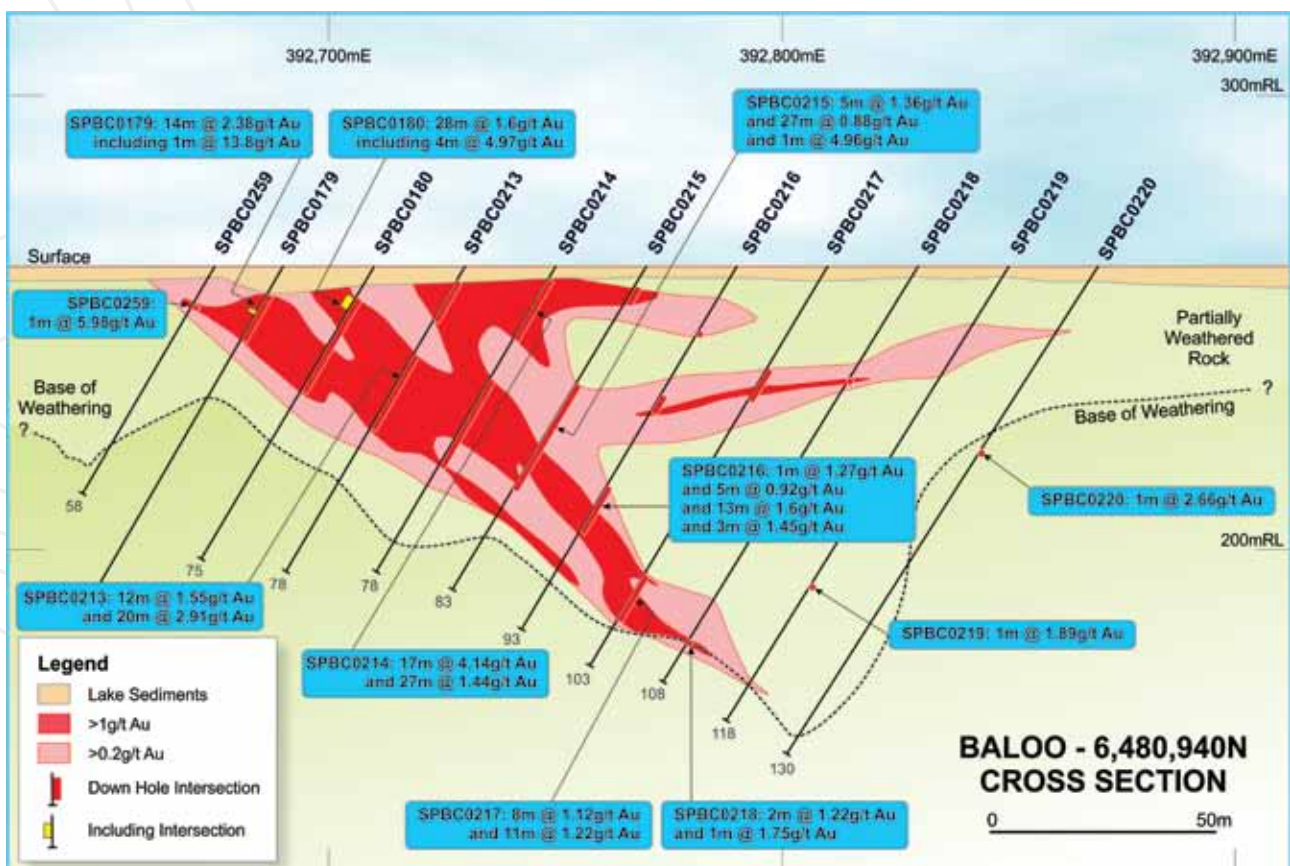 392,700mE
392,800mE
392,900mE
300mRL
SPBC0179: 14m @ 2.38g/t Au
including 1m @ 13.8g/t Au
SPBC0180: 28m @ 1.6g/t Au
including 4m @ 4.97g/t Au
SPBC0215: 5m @ 1.36g/t Au
and 27m @ 0.88g/t Au
and 1m @ 4.96g/t Au
SPBC0259
SPBC0179
SPBC0180
SPBC0213
SPBC0214
SPBC0215
SPBC0216
SPBC0217
SPBC0218
SPBC0219
SPBC0220
Surface
SPBC0259:
1m @ 5.98g/t Au
Partially
Weathered
Rock
Base of
Weathering
?
Base of Weathering
?
SPBC0216: 1m @ 1.27g/t Au
and 5m @ 0.92g/t Au
and 13m @ 1.6g/t Au
and 3m @ 1.45g/t Au
SPBC0220: 1m @ 2.66g/t Au
200mRL
58
75
78
78
83
93
103
108
118
130
SPBC0213: 12m @ 1.55g/t Au
and 20m @ 2.91g/t Au
SPBC0219: 1m @ 1.89g/t Au
SPBC0214: 17m @ 4.14g/t Au
and 27m @ 1.44g/t Au
Legend
Lake Sediments
>1g/t Au
>0.2g/t Au
Down Hole Intersection
Including Intersection
SPBC0217: 8m @ 1.12g/t Au
and 11m @ 1.22g/t Au
SPBC0218: 2m @ 1.22g/t Au
and 1m @ 1.75g/t Au
BALOO - 6,480,940N
CROSS SECTION
0
50m